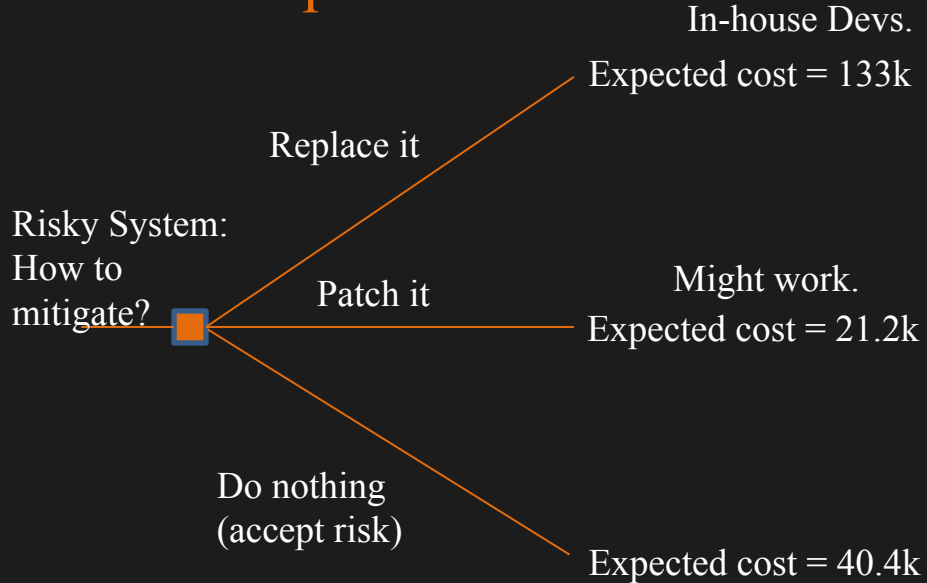 In-house Devs.
Expected cost = 133k
Replace it
Risky System:
How to
mitigate?
Patch it
Might work.
Expected cost = 21.2k
Do nothing
(accept risk)
Expected cost = 40.4k